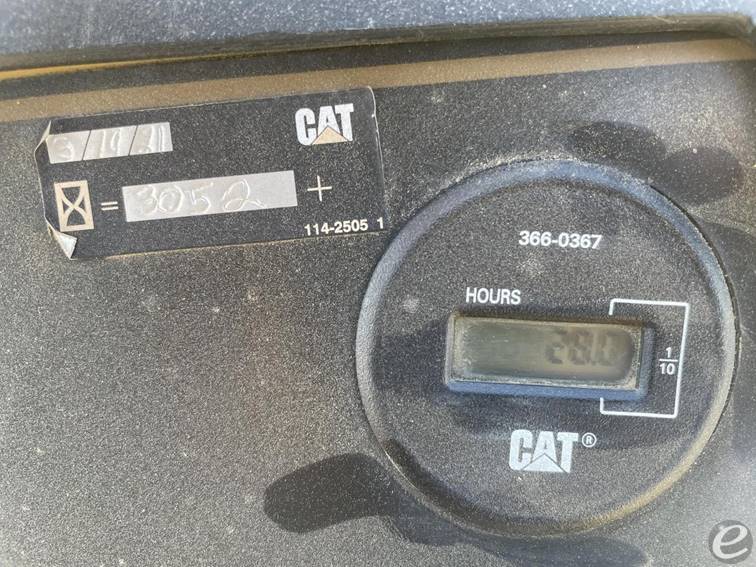 CAT
3/19/21
= 3052 +
114-2505 1
366-0367
HOURS
28.0
1/10
CAT®
e